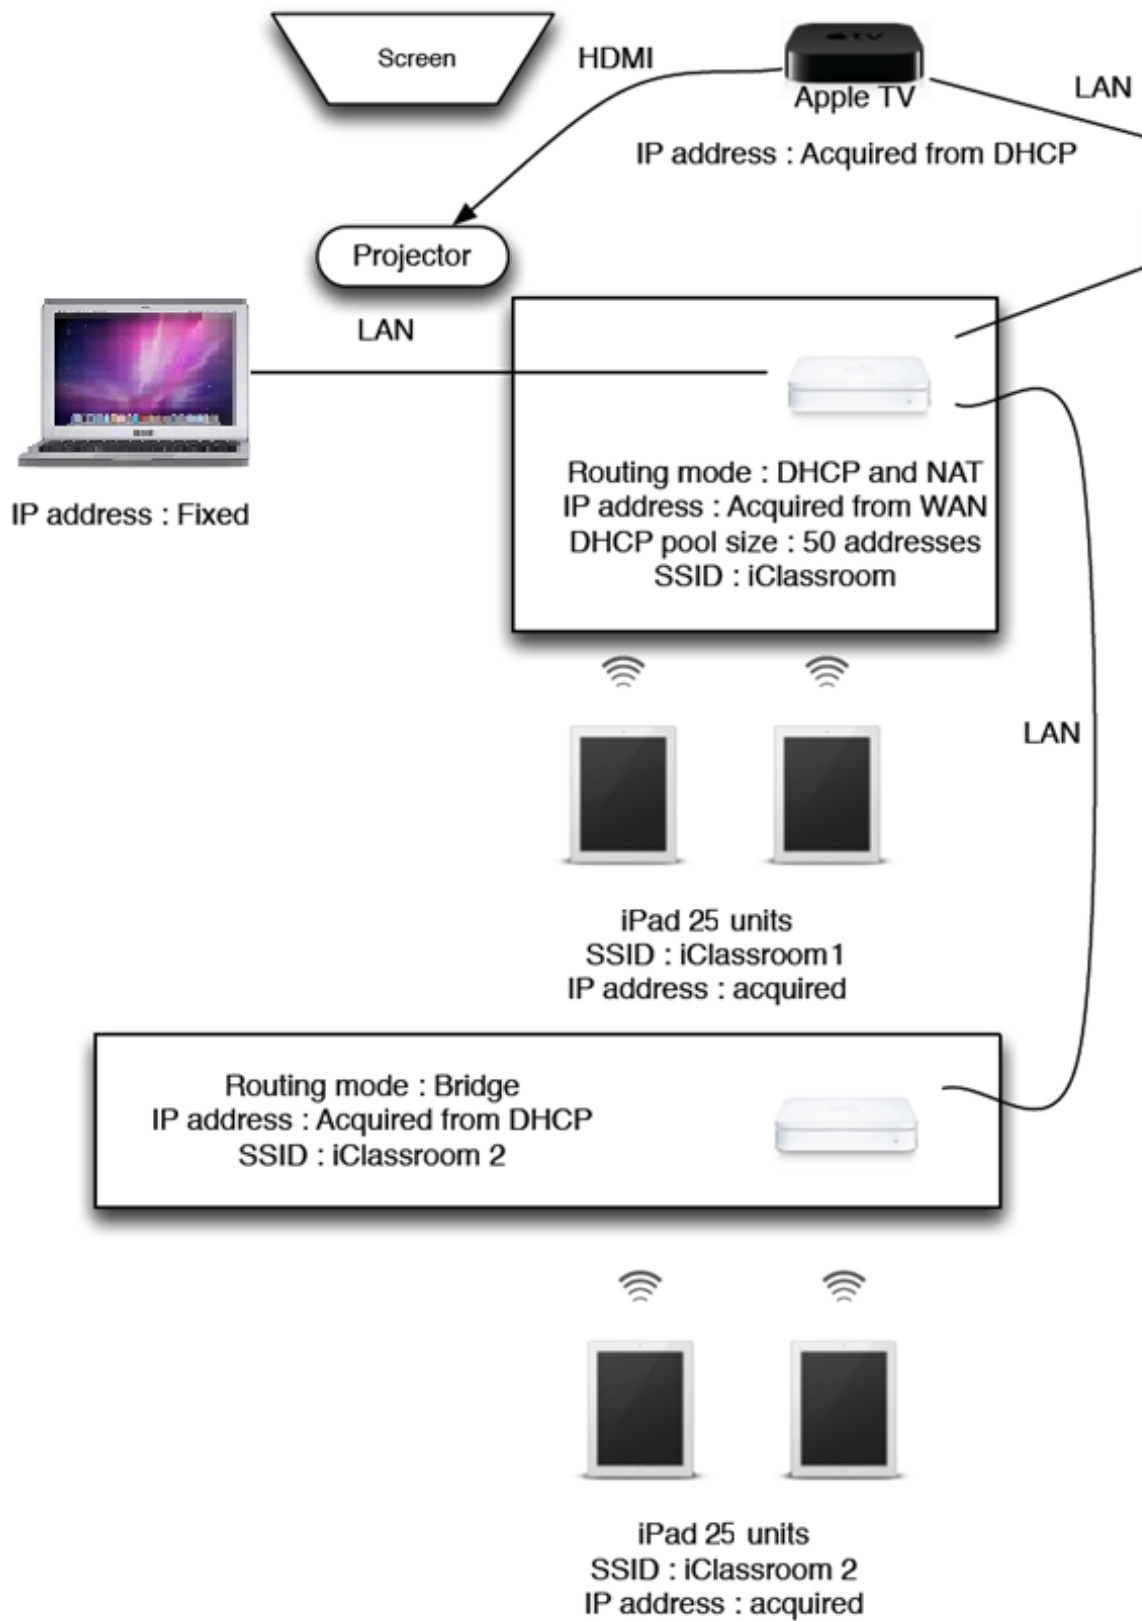 Screen
HDMI
tv
Apple TV
LAN
IP address : Acquired from DHCP
Projector
LAN
IP address : Fixed
Routing mode : DHCP and NAT
IP address : Acquired from WAN
DHCP pool size : 50 addresses
SSID : iClassroom
LAN
iPad 25 units
SSID : iClassroom1
IP address : acquired
Routing mode : Bridge
IP address : Acquired from DHCP
SSID : iClassroom 2
iPad 25 units
SSID : iClassroom 2
IP address : acquired